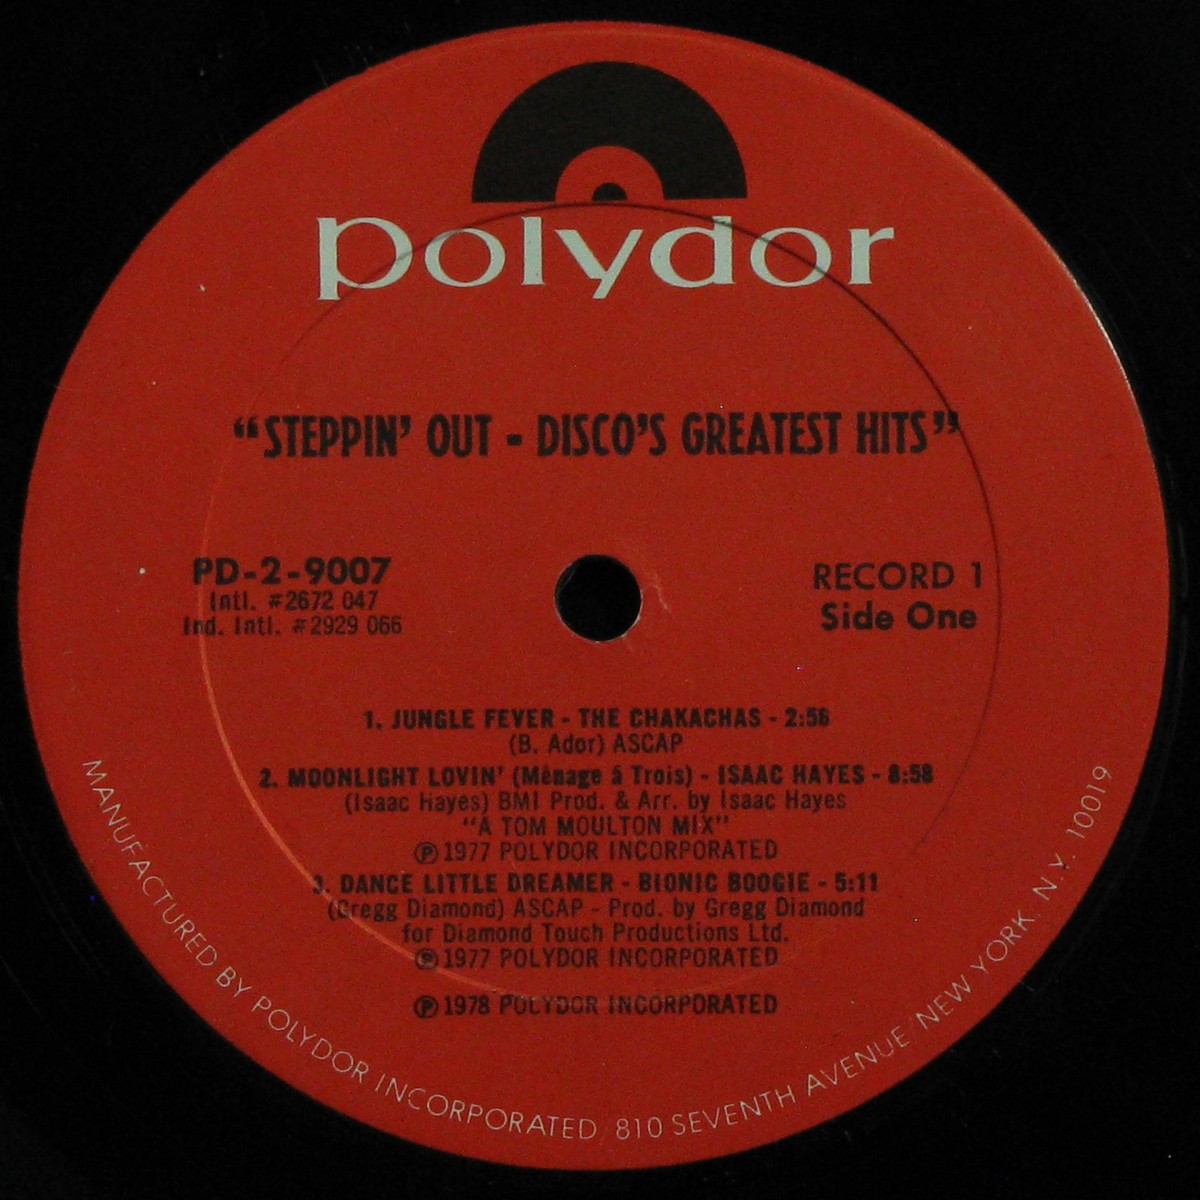 polydor
“STEPPIN’ OUT - DISCO’S GREATEST HITS”
PD-2-9007
Intl. #2672 047
Ind. Intl. #2929 066
RECORD 1
Side One
1. JUNGLE FEVER - THE CHAKACHAS - 2:56
(B. Ador) ASCAP
2. MOONLIGHT LOVIN’ (Mènage á Trois) - ISAAC HAYES - 8:58
(Isaac Hayes) BMI Prod. & Arr. by Isaac Hayes
“A TOM MOULTON MIX”
Ⓟ 1977 POLYDOR INCORPORATED
3. DANCE LITTLE DREAMER - BIONIC BOOGIE - 5:11
(Gregg Diamond) ASCAP - Prod. by Gregg Diamond
for Diamond Touch Productions Ltd.
Ⓟ 1977 POLYDOR INCORPORATED
Ⓟ 1978 POLYDOR INCORPORATED
MANUFACTURED BY POLYDOR INCORPORATED, 810 SEVENTH AVENUE, NEW YORK, N.Y. 10019